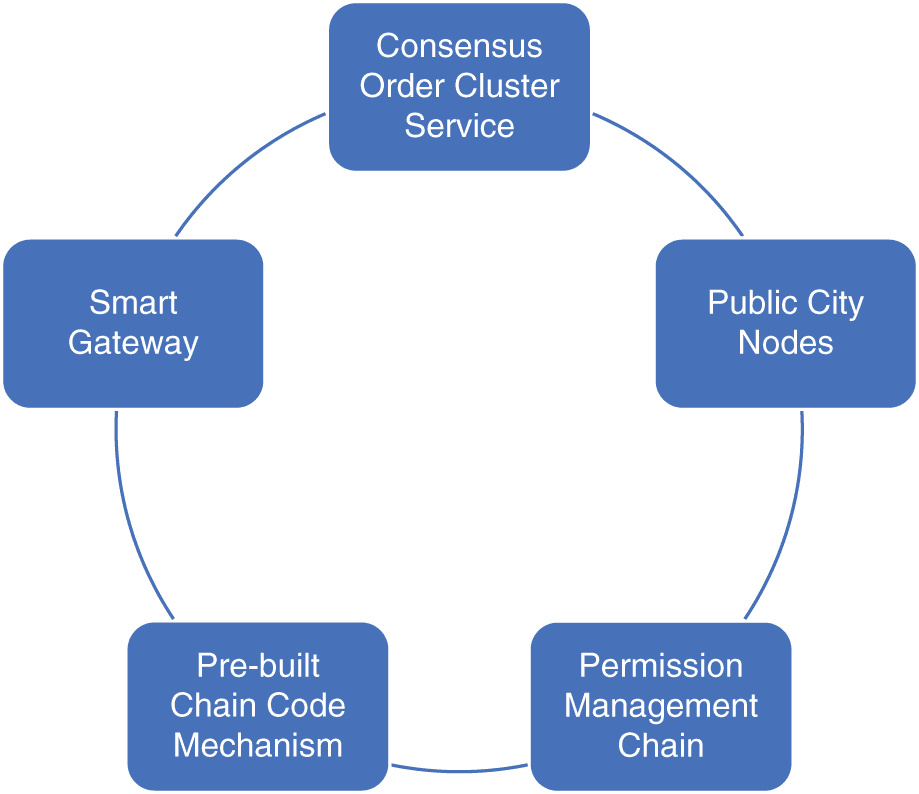 Consensus
Order Cluster
Service
Public City
Nodes
Permission
Management
Chain
Pre-built
Chain Code
Mechanism
Smart
Gateway